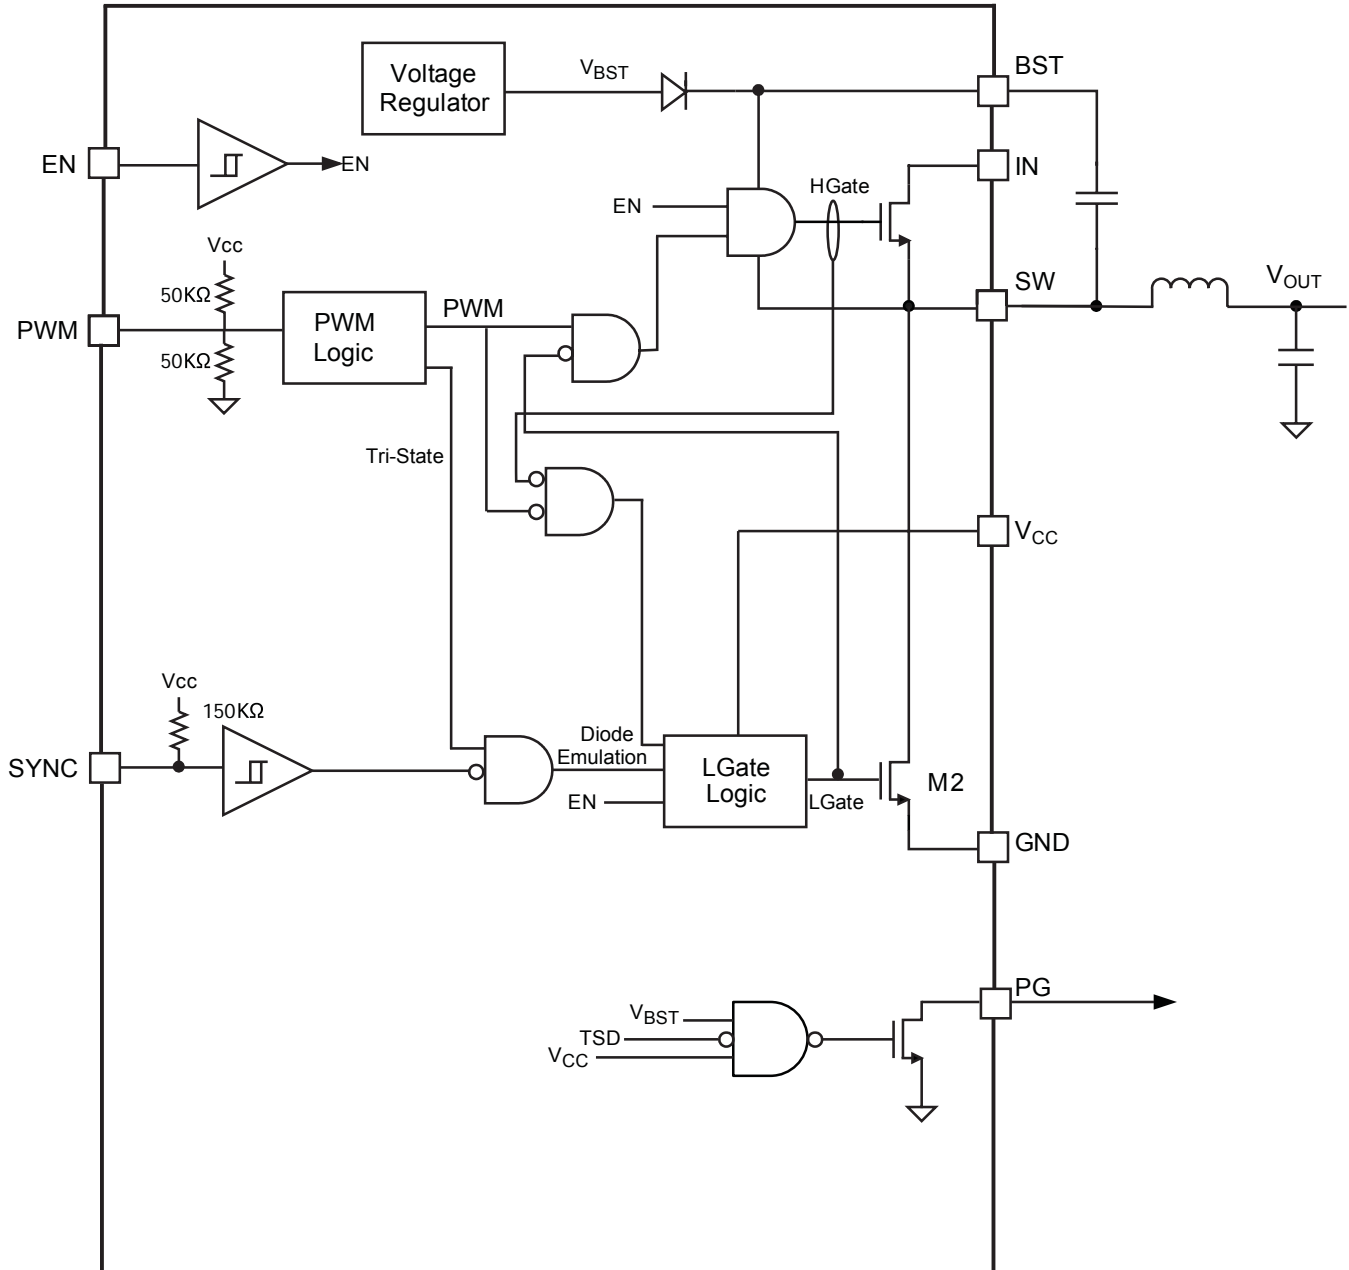 BST
V_BST
Voltage
Regulator
EN
EN
IN
HGate
EN
Vcc
50KΩ
SW
V_OUT
PWM
PWM
Logic
PWM
50KΩ
Tri-State
V_CC
Vcc
150KΩ
SYNC
Diode
Emulation
EN
LGate
Logic
LGate
M2
GND
PG
V_BST
TSD
V_CC